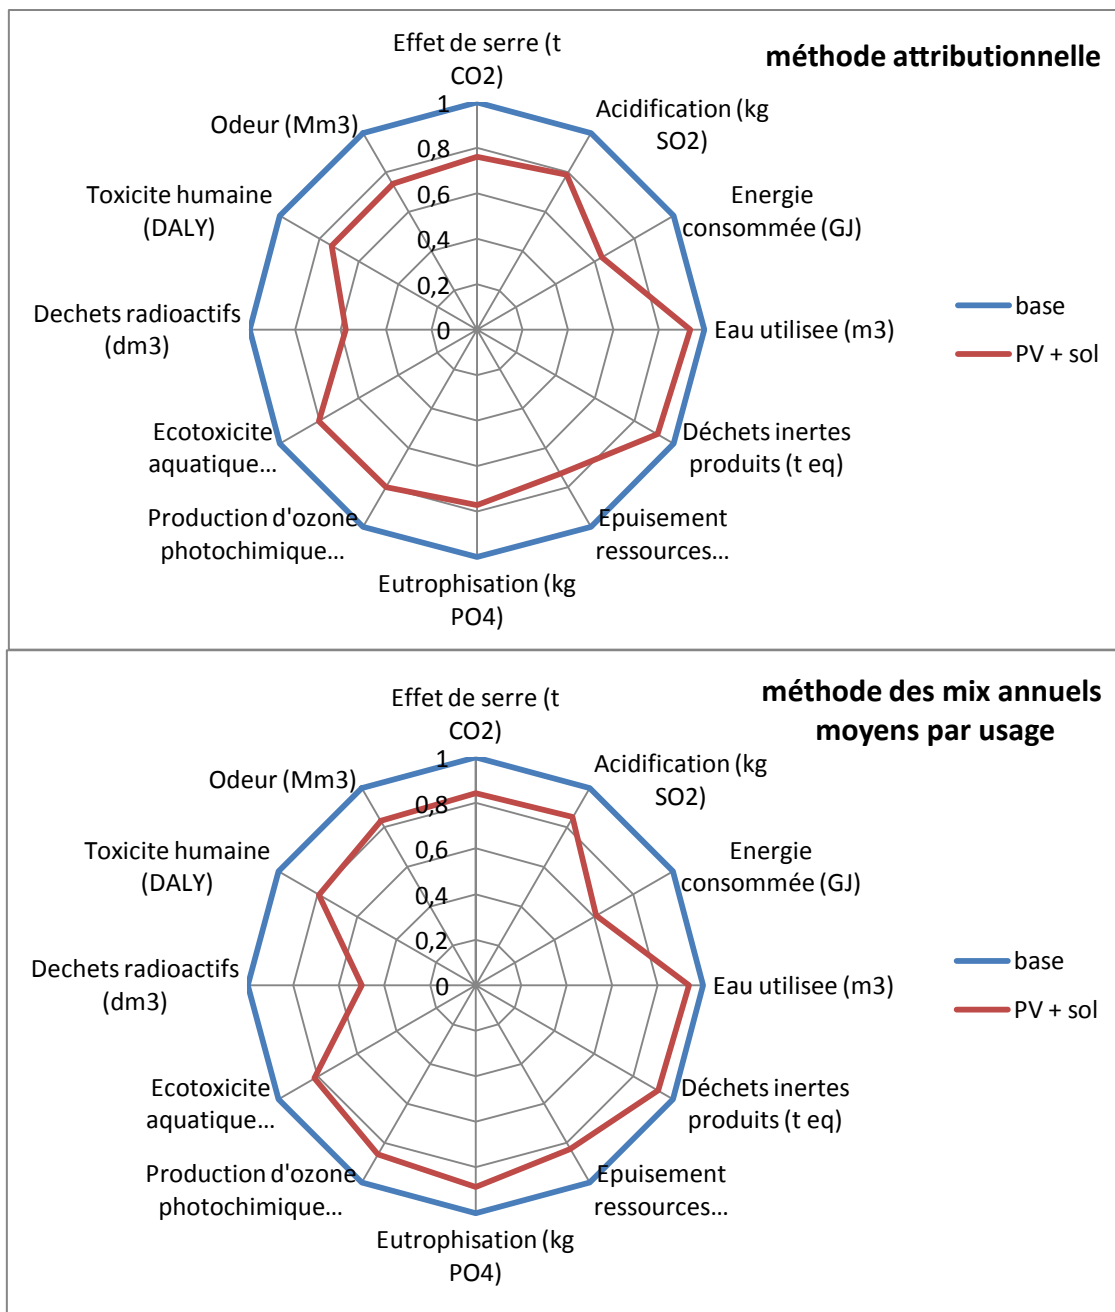 Effet de serre (t
CO2)
méthode attributionnelle
Acidification (kg
SO2)
Energie
consommée (GJ)
Eau utilisee (m3)
Déchets inertes
produits (t eq)
Epuisement
ressources...
Eutrophisation (kg
PO4)
Production d'ozone
photochimique...
Ecotoxicite
aquatique...
Dechets radioactifs
(dm3)
Toxicite humaine
(DALY)
Odeur (Mm3)
1
0,8
0,6
0,4
0,2
0
base
PV + sol
Effet de serre (t
CO2)
méthode des mix annuels
moyens par usage
Acidification (kg
SO2)
Energie
consommée (GJ)
Eau utilisee (m3)
Déchets inertes
produits (t eq)
Epuisement
ressources...
Eutrophisation (kg
PO4)
Production d'ozone
photochimique...
Ecotoxicite
aquatique...
Dechets radioactifs
(dm3)
Toxicite humaine
(DALY)
Odeur (Mm3)
1
0,8
0,6
0,4
0,2
0
base
PV + sol